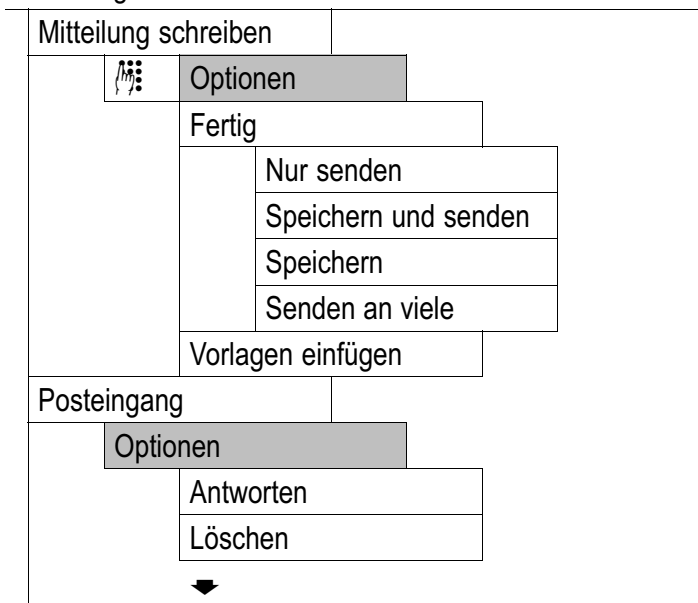 Mitteilung schreiben
Optionen
Fertig
Nur senden
Speichern und senden
Speichern
Senden an viele
Vorlagen einfügen
Posteingang
Optionen
Antworten
Löschen